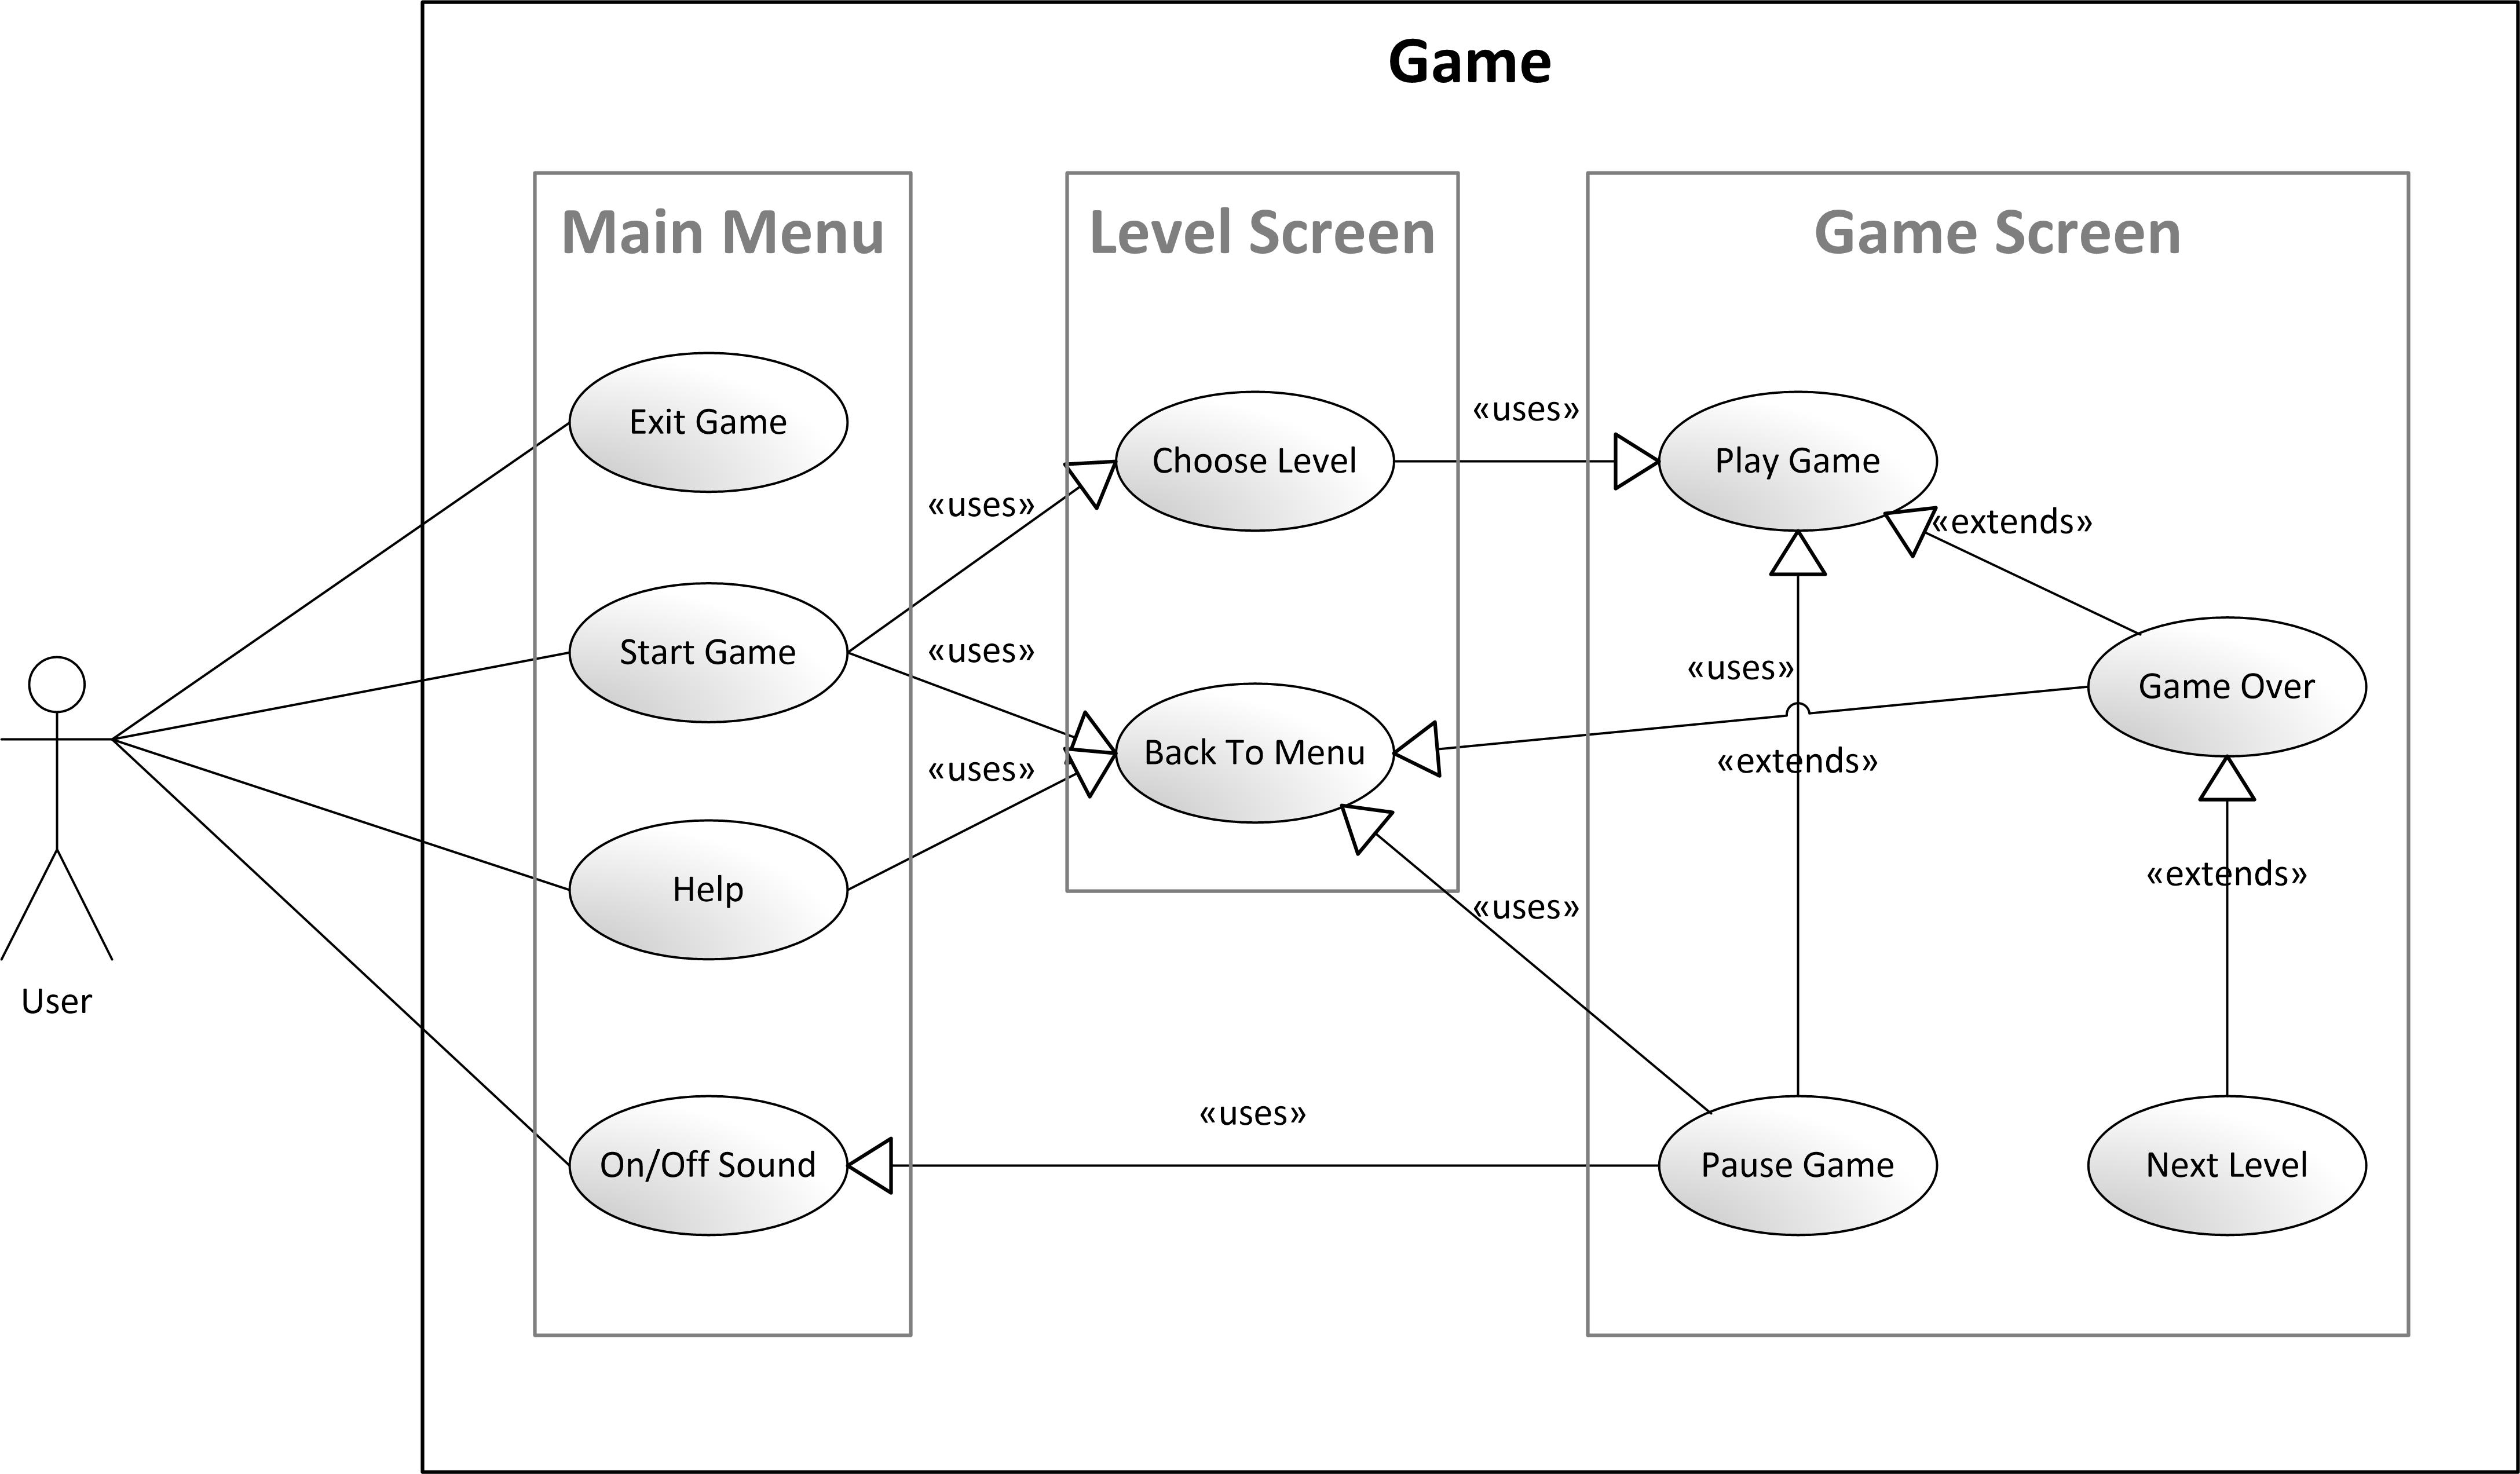 Game
Main Menu
Level Screen
Game Screen
Exit Game
Start Game
Help
On/Off Sound
User
«uses»
«uses»
«uses»
Choose Level
Back To Menu
«uses»
«uses»
«uses»
Play Game
«extends»
«uses»
«extends»
Game Over
«extends»
Pause Game
Next Level